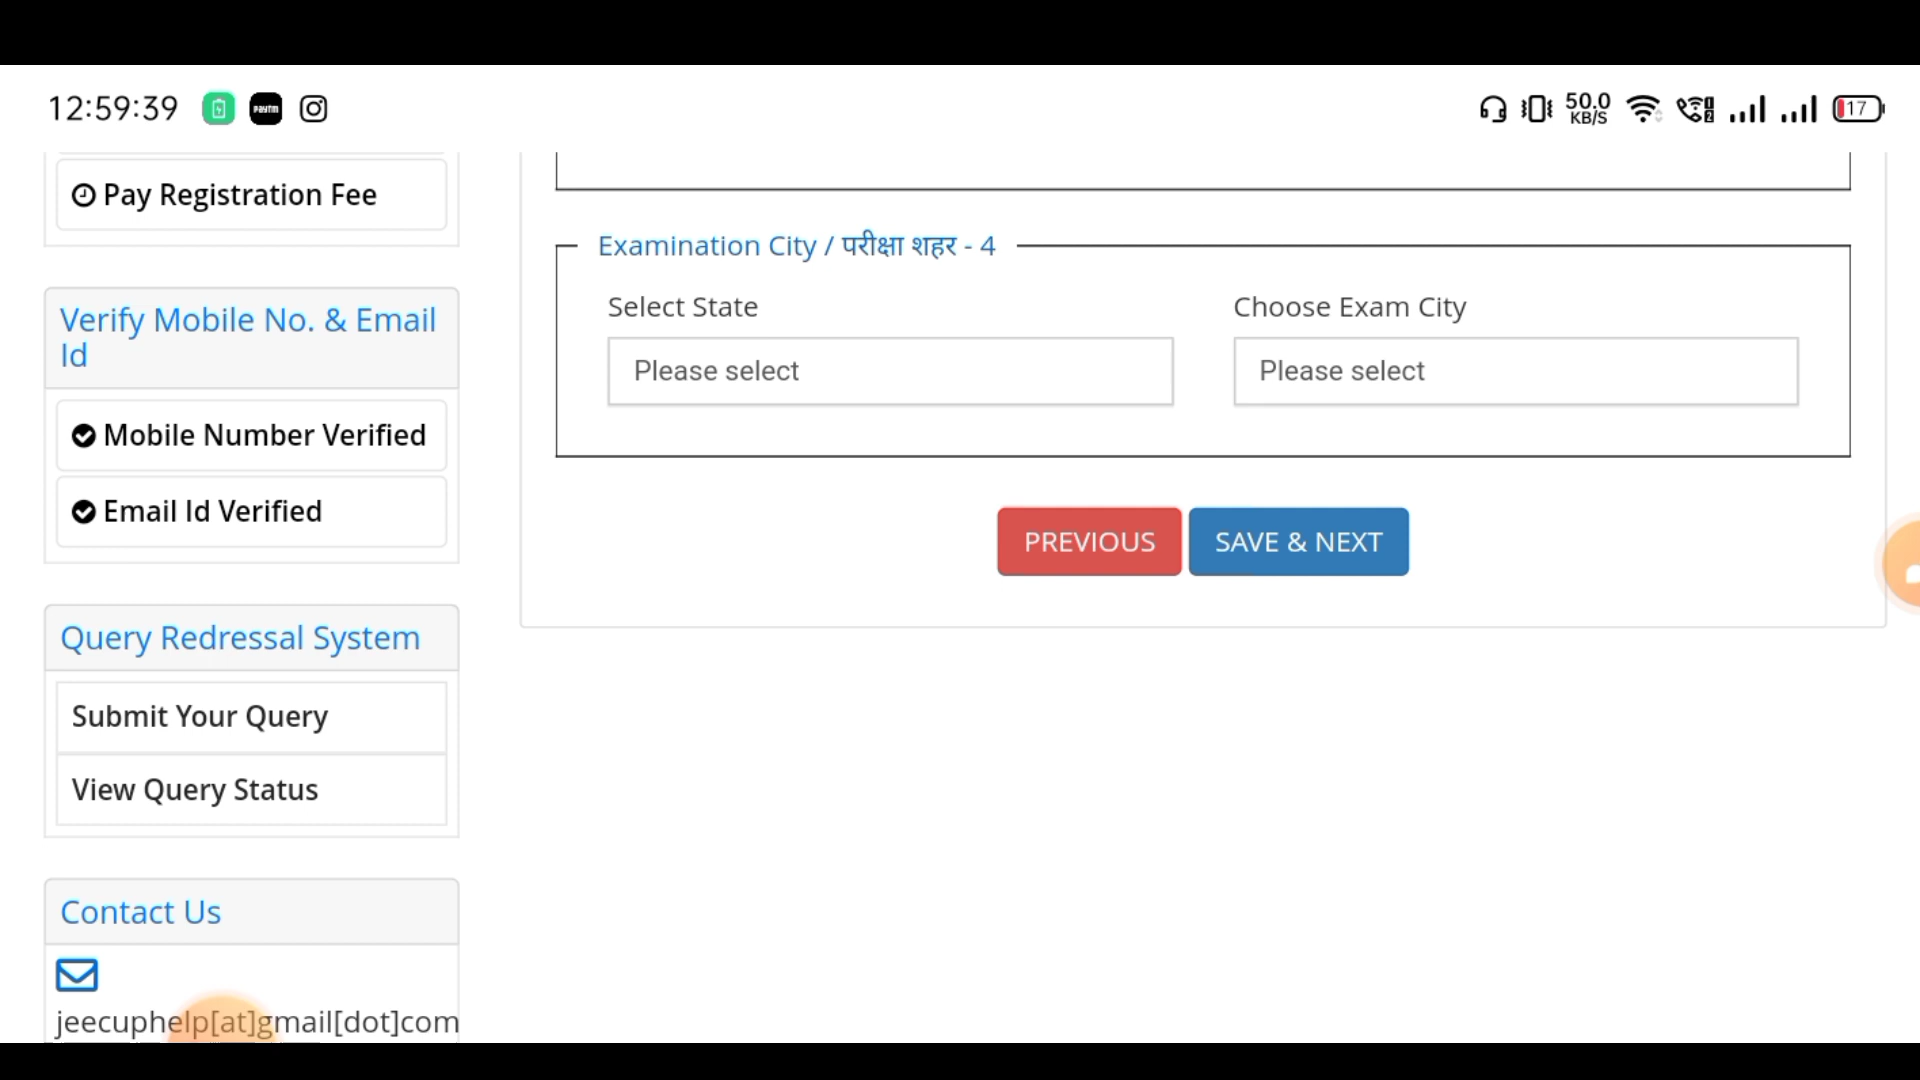 12:59:39
paytm
50.0
KB/S
17
Pay Registration Fee
Verify Mobile No. & Email
Id
Mobile Number Verified
Email Id Verified
Query Redressal System
Submit Your Query
View Query Status
Contact Us
jeecuphelp[at]gmail[dot]com
Examination City / परीक्षा शहर - 4
Select State
Choose Exam City
Please select
Please select
PREVIOUS
SAVE & NEXT